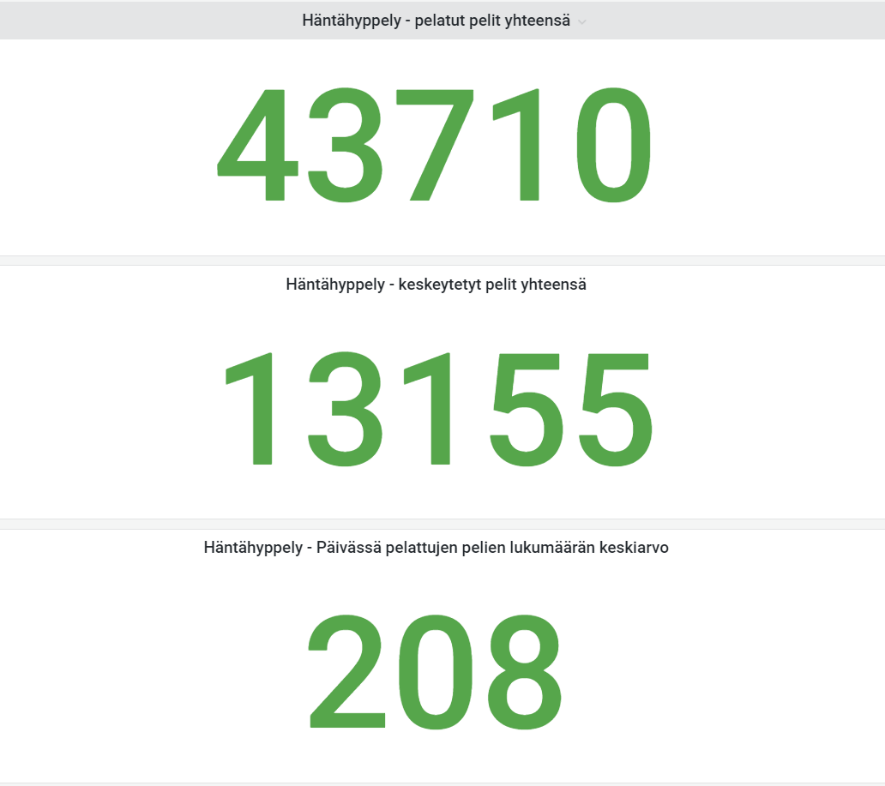 Häntähyppely - pelatut pelit yhteensä
43710
Häntähyppely - keskeytetyt pelit yhteensä
13155
Häntähyppely - Päivässä pelattujen pelien lukumäärän keskiarvo
208